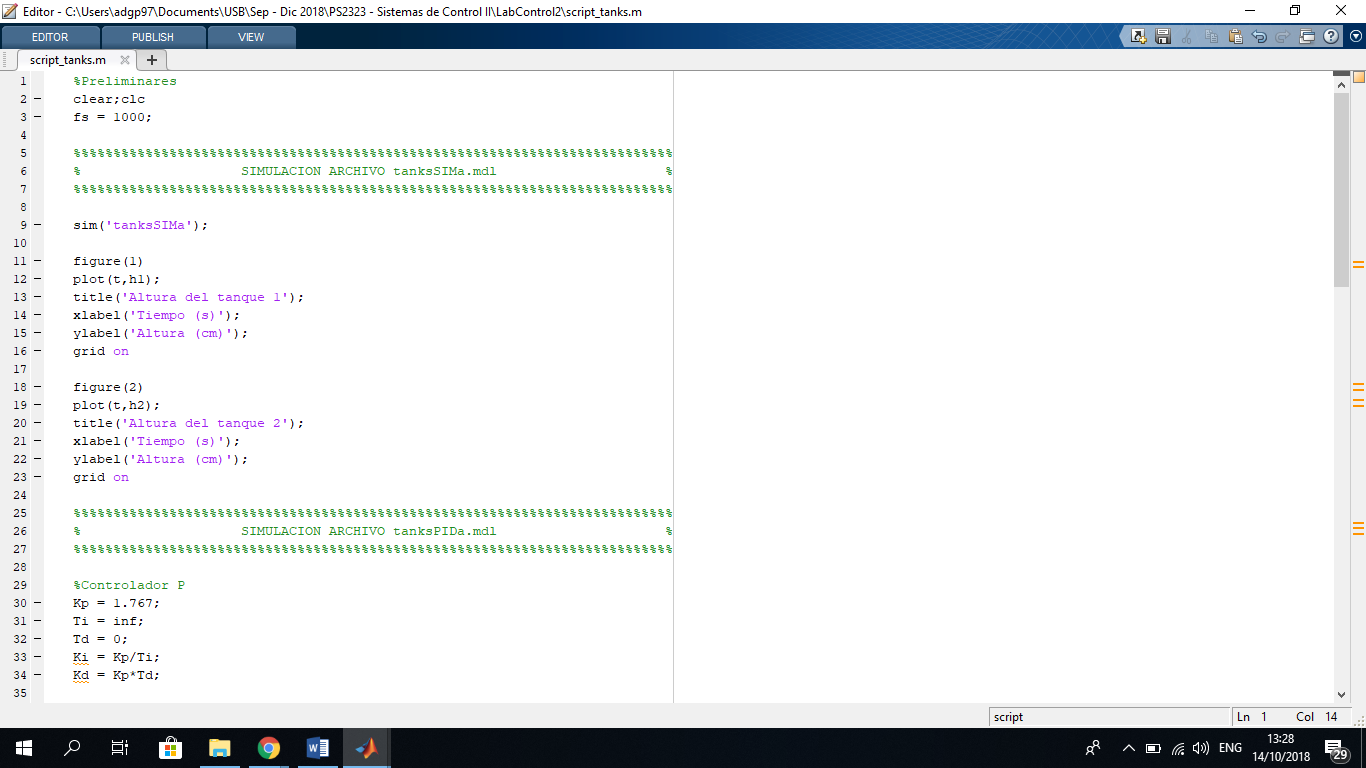 Editor - C:\Users\adgp97\Documents\USB\Sep - Dic 2018\PS2323 - Sistemas de Control II\LabControl2\script_tanks.m
EDITOR PUBLISH VIEW
script_tanks.m
1 %Preliminares
2 – clear;clc
3 – fs = 1000;
4
5 %%%%%%%%%%%%%%%%%%%%%%%%%%%%%%%%%%%%%%%%%%%%%%%%%%%%%%%%%%%%%%%%%%%%%%%%%%%
6 % SIMULACION ARCHIVO tanksSIMa.mdl %
7 %%%%%%%%%%%%%%%%%%%%%%%%%%%%%%%%%%%%%%%%%%%%%%%%%%%%%%%%%%%%%%%%%%%%%%%%%%%
8
9 – sim('tanksSIMa');
10
11 – figure(1)
12 – plot(t,h1);
13 – title('Altura del tanque 1');
14 – xlabel('Tiempo (s)');
15 – ylabel('Altura (cm)');
16 – grid on
17
18 – figure(2)
19 – plot(t,h2);
20 – title('Altura del tanque 2');
21 – xlabel('Tiempo (s)');
22 – ylabel('Altura (cm)');
23 – grid on
24
25 %%%%%%%%%%%%%%%%%%%%%%%%%%%%%%%%%%%%%%%%%%%%%%%%%%%%%%%%%%%%%%%%%%%%%%%%%%%
26 % SIMULACION ARCHIVO tanksPIDa.mdl %
27 %%%%%%%%%%%%%%%%%%%%%%%%%%%%%%%%%%%%%%%%%%%%%%%%%%%%%%%%%%%%%%%%%%%%%%%%%%%
28
29 %Controlador P
30 – Kp = 1.767;
31 – Ti = inf;
32 – Td = 0;
33 – Ki = Kp/Ti;
34 – Kd = Kp*Td;
35
script Ln 1 Col 14
ENG 13:28
14/10/2018 29